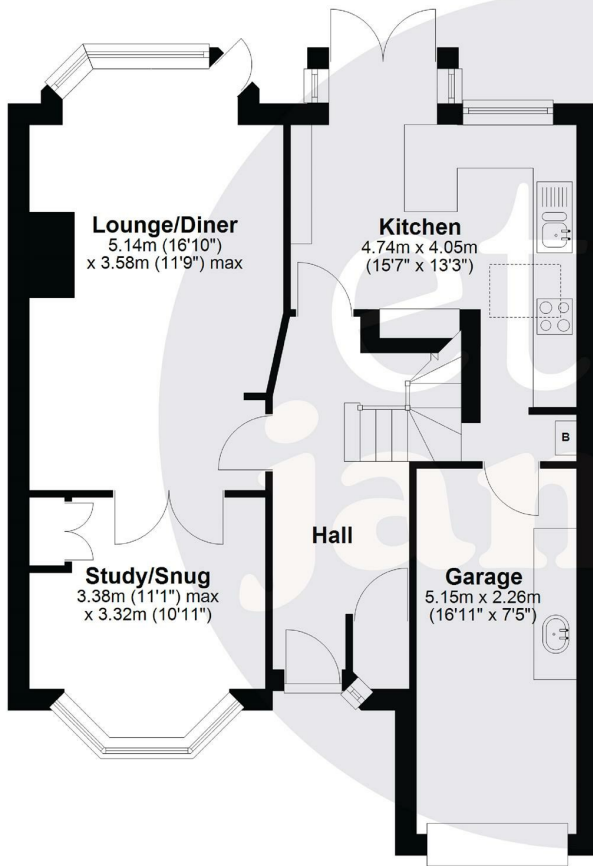 Lounge/Diner
5.14m (16'10")
x 3.58m (11'9") max
Kitchen
4.74m x 4.05m
(15'7" x 13'3")
B
Hall
Study/Snug
3.38m (11'1") max
x 3.32m (10'11")
Garage
5.15m x 2.26m
(16'11" x 7'5")
et
jam